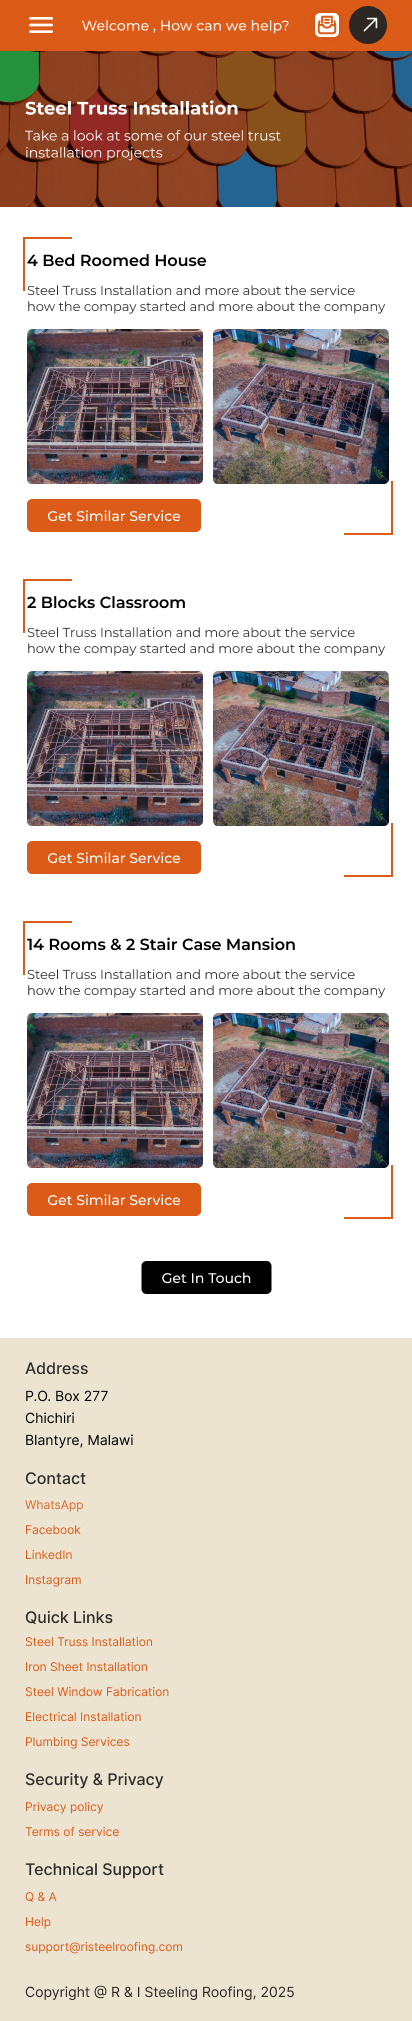 Welcome , How can we help?
Steel Truss Installation
Take a look at some of our steel trust
installation projects
4 Bed Roomed House
Steel Truss Installation and more about the service
how the compay started and more about the company
Get Similar Service
2 Blocks Classroom
Steel Truss Installation and more about the service
how the compay started and more about the company
Get Similar Service
14 Rooms & 2 Stair Case Mansion
Steel Truss Installation and more about the service
how the compay started and more about the company
Get Similar Service
Get In Touch
Address
P.O. Box 277
Chichiri
Blantyre, Malawi
Contact
WhatsApp
Facebook
LinkedIn
Instagram
Quick Links
Steel Truss Installation
Iron Sheet Installation
Steel Window Fabrication
Electrical Installation
Plumbing Services
Security & Privacy
Privacy policy
Terms of service
Technical Support
Q & A
Help
support@risteelroofing.com
Copyright @ R & I Steeling Roofing, 2025